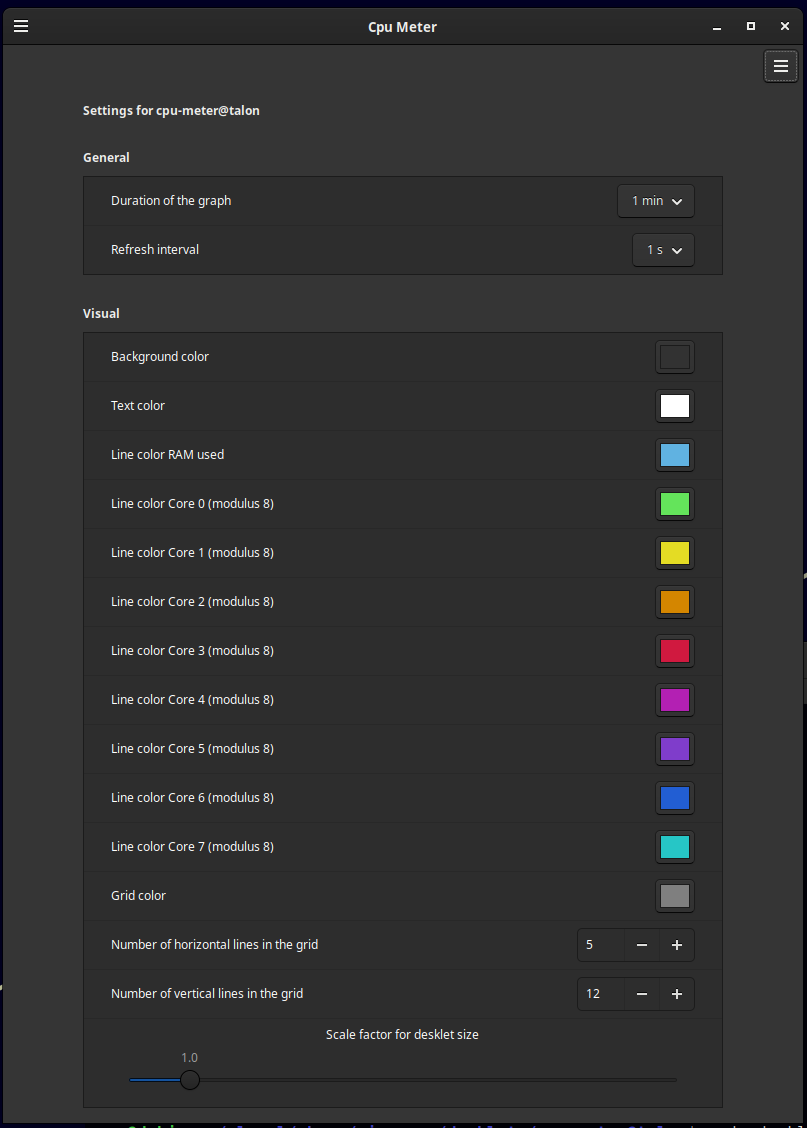 Cpu Meter
Settings for cpu-meter@talon
General
Duration of the graph 1 min
Refresh interval 1 s
Visual
Background color
Text color
Line color RAM used
Line color Core 0 (modulus 8)
Line color Core 1 (modulus 8)
Line color Core 2 (modulus 8)
Line color Core 3 (modulus 8)
Line color Core 4 (modulus 8)
Line color Core 5 (modulus 8)
Line color Core 6 (modulus 8)
Line color Core 7 (modulus 8)
Grid color
Number of horizontal lines in the grid 5 − +
Number of vertical lines in the grid 12 − +
Scale factor for desklet size
1.0